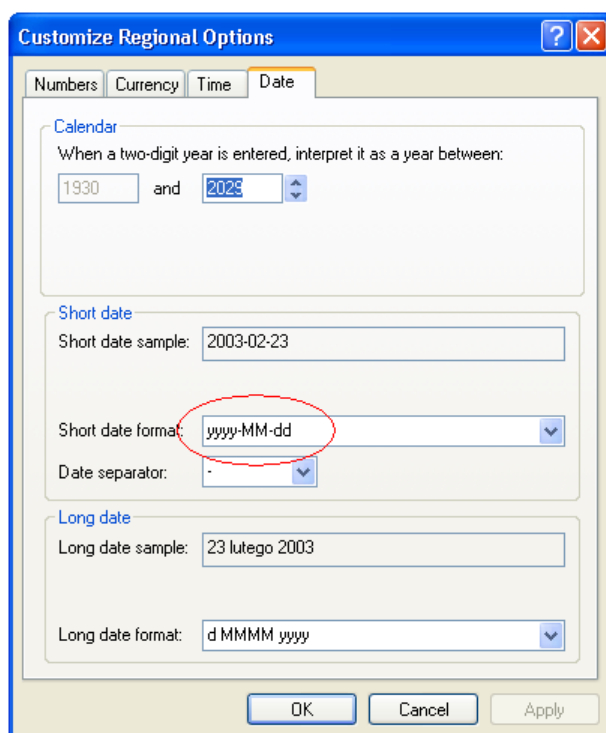 Customize Regional Options
Numbers Currency Time Date
Calendar
When a two-digit year is entered, interpret it as a year between:
1930 and 2029
Short date
Short date sample: 2003-02-23
Short date format: yyyy-MM-dd
Date separator: -
Long date
Long date sample: 23 lutego 2003
Long date format: d MMMM yyyy
OK Cancel Apply